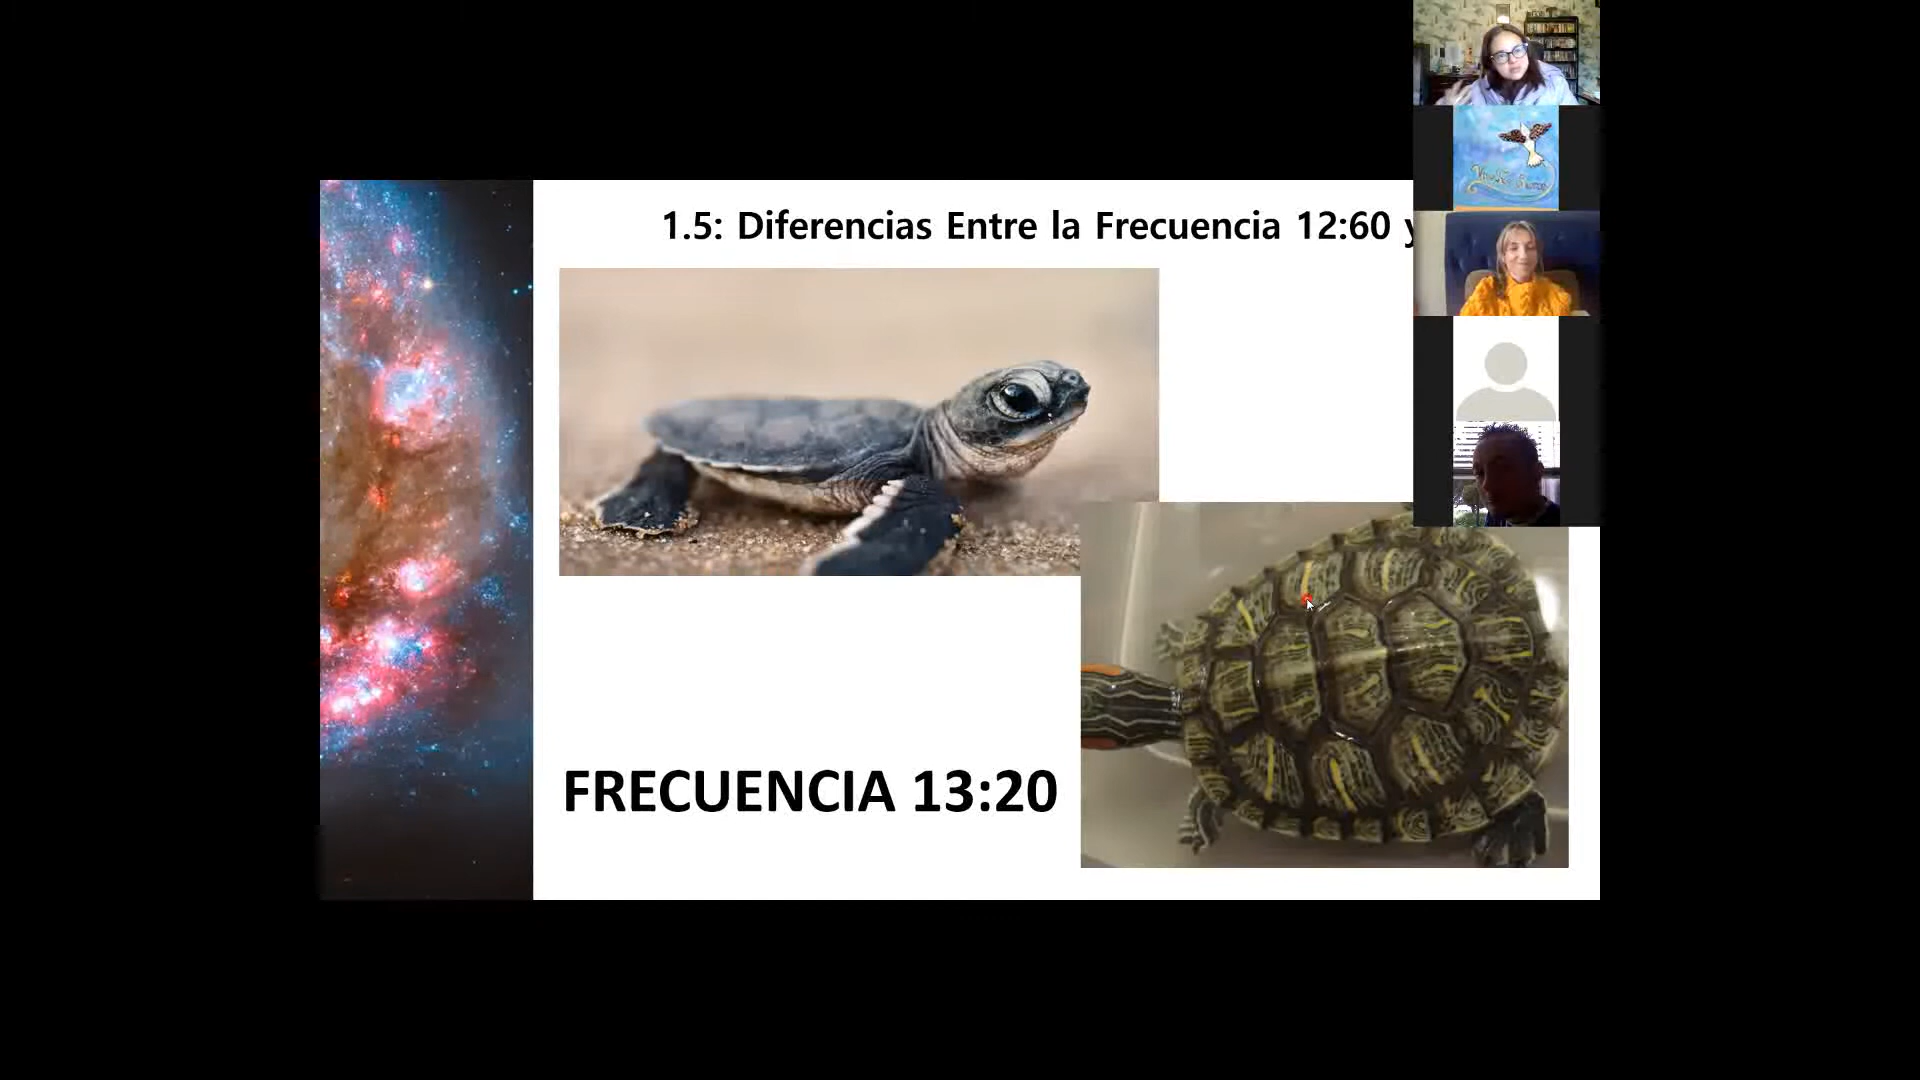 1.5: Diferencias Entre la Frecuencia 12:60 y
FRECUENCIA 13:20